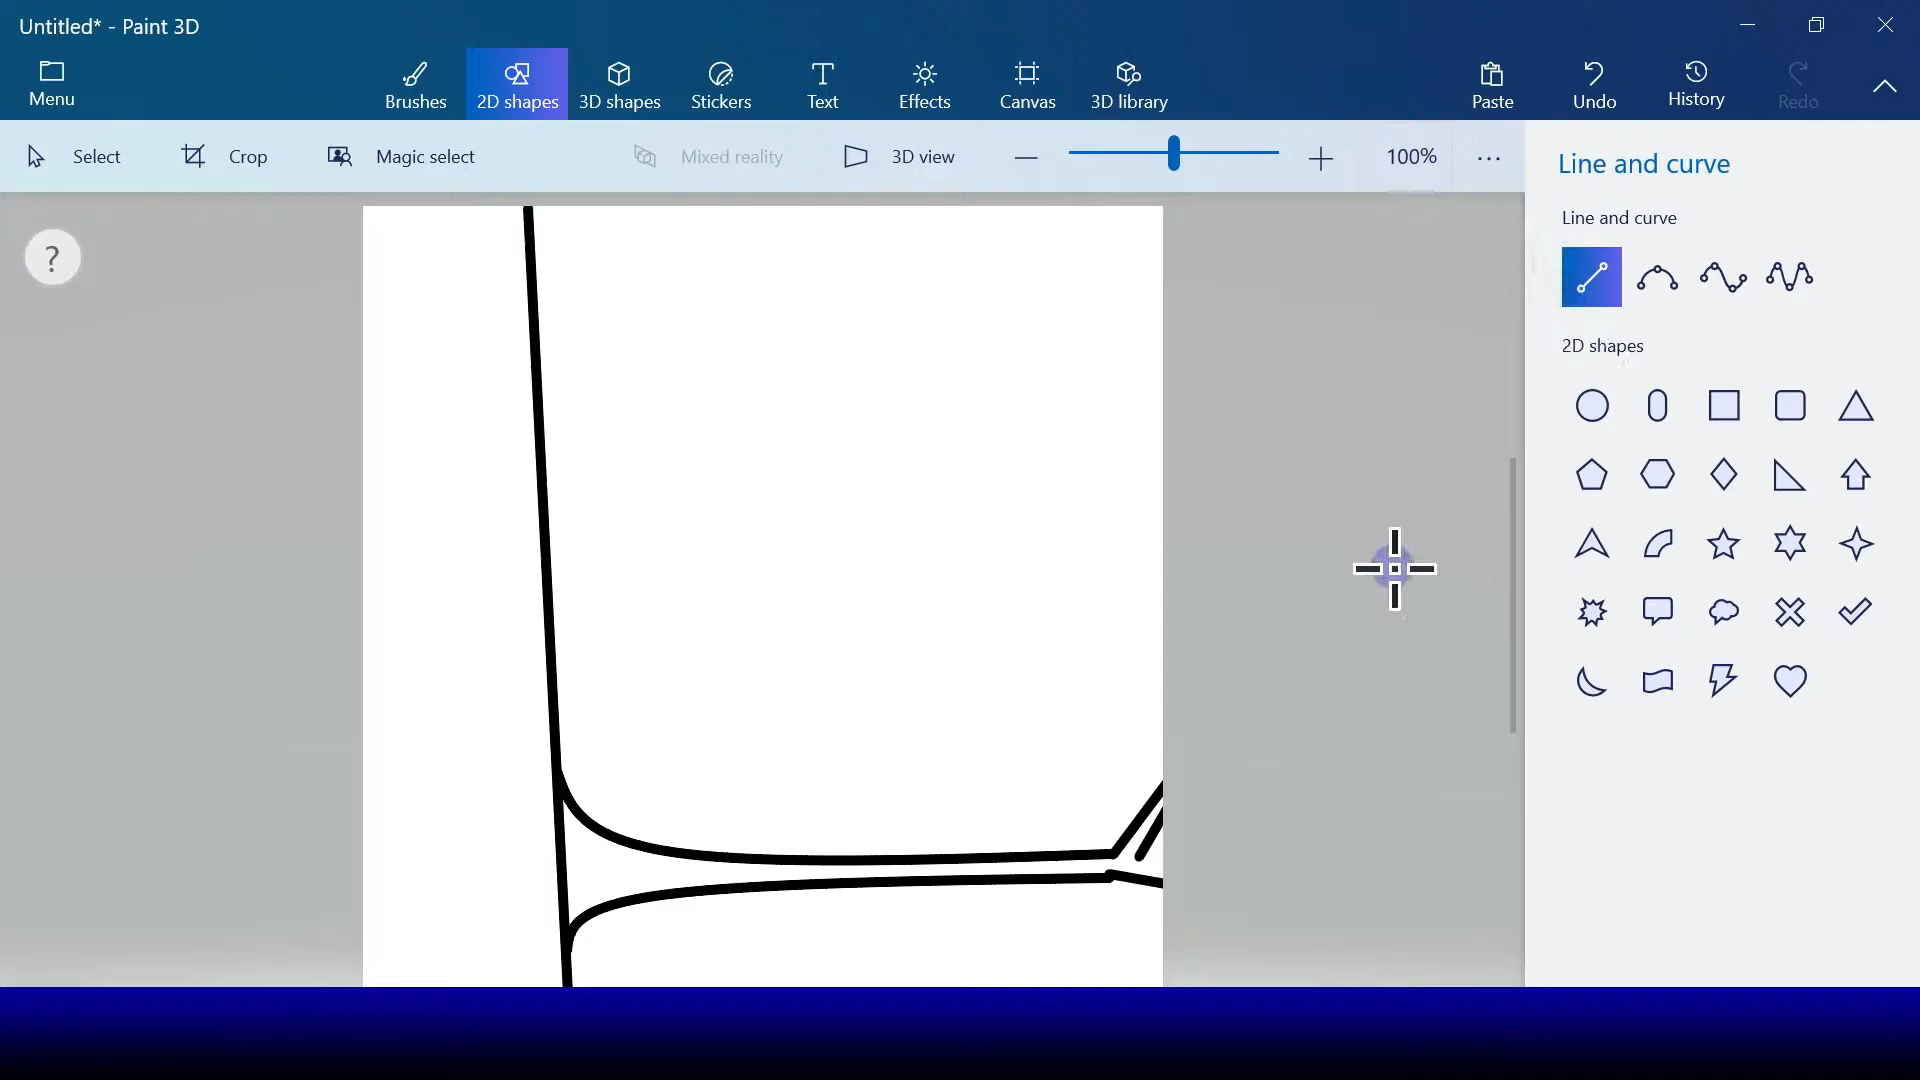 Untitled* - Paint 3D
Menu
Brushes
2D shapes
3D shapes
Stickers
Text
Effects
Canvas
3D library
Paste
Undo
History
Redo
Select
Crop
Magic select
Mixed reality
3D view
100%
?
Line and curve
Line and curve
2D shapes